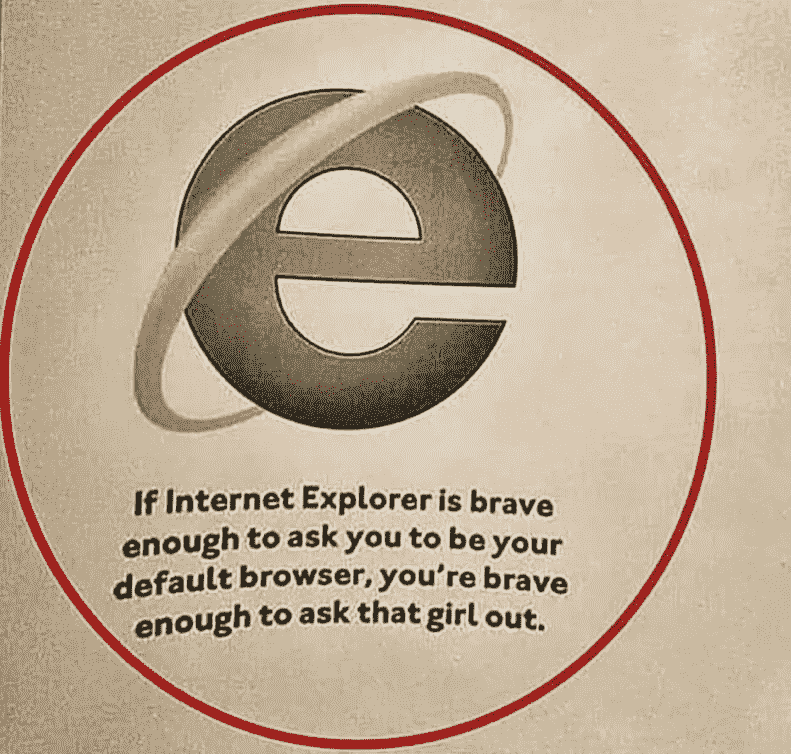 If Internet Explorer is brave
enough to ask you to be your
default browser, you're brave
enough to ask that girl out.